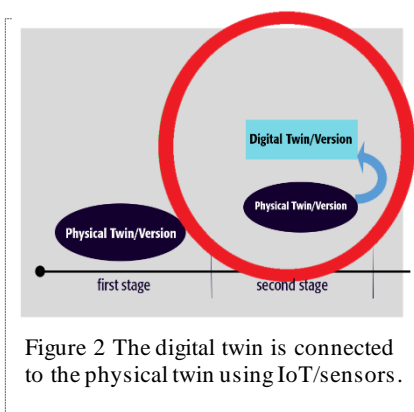 Digital Twin/Version
Physical Twin/Version
Physical Twin/Version
first stage
second stage
Figure 2 The digital twin is connected
to the physical twin using IoT/sensors.